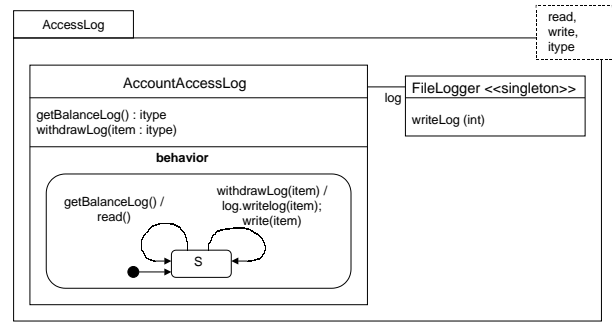 AccessLog
read,
write,
itype
AccountAccessLog
getBalanceLog() : itype
withdrawLog(item : itype)
log
FileLogger <<singleton>>
writeLog (int)
behavior
getBalanceLog() /
read()
withdrawLog(item) /
log.writelog(item);
write(item)
S